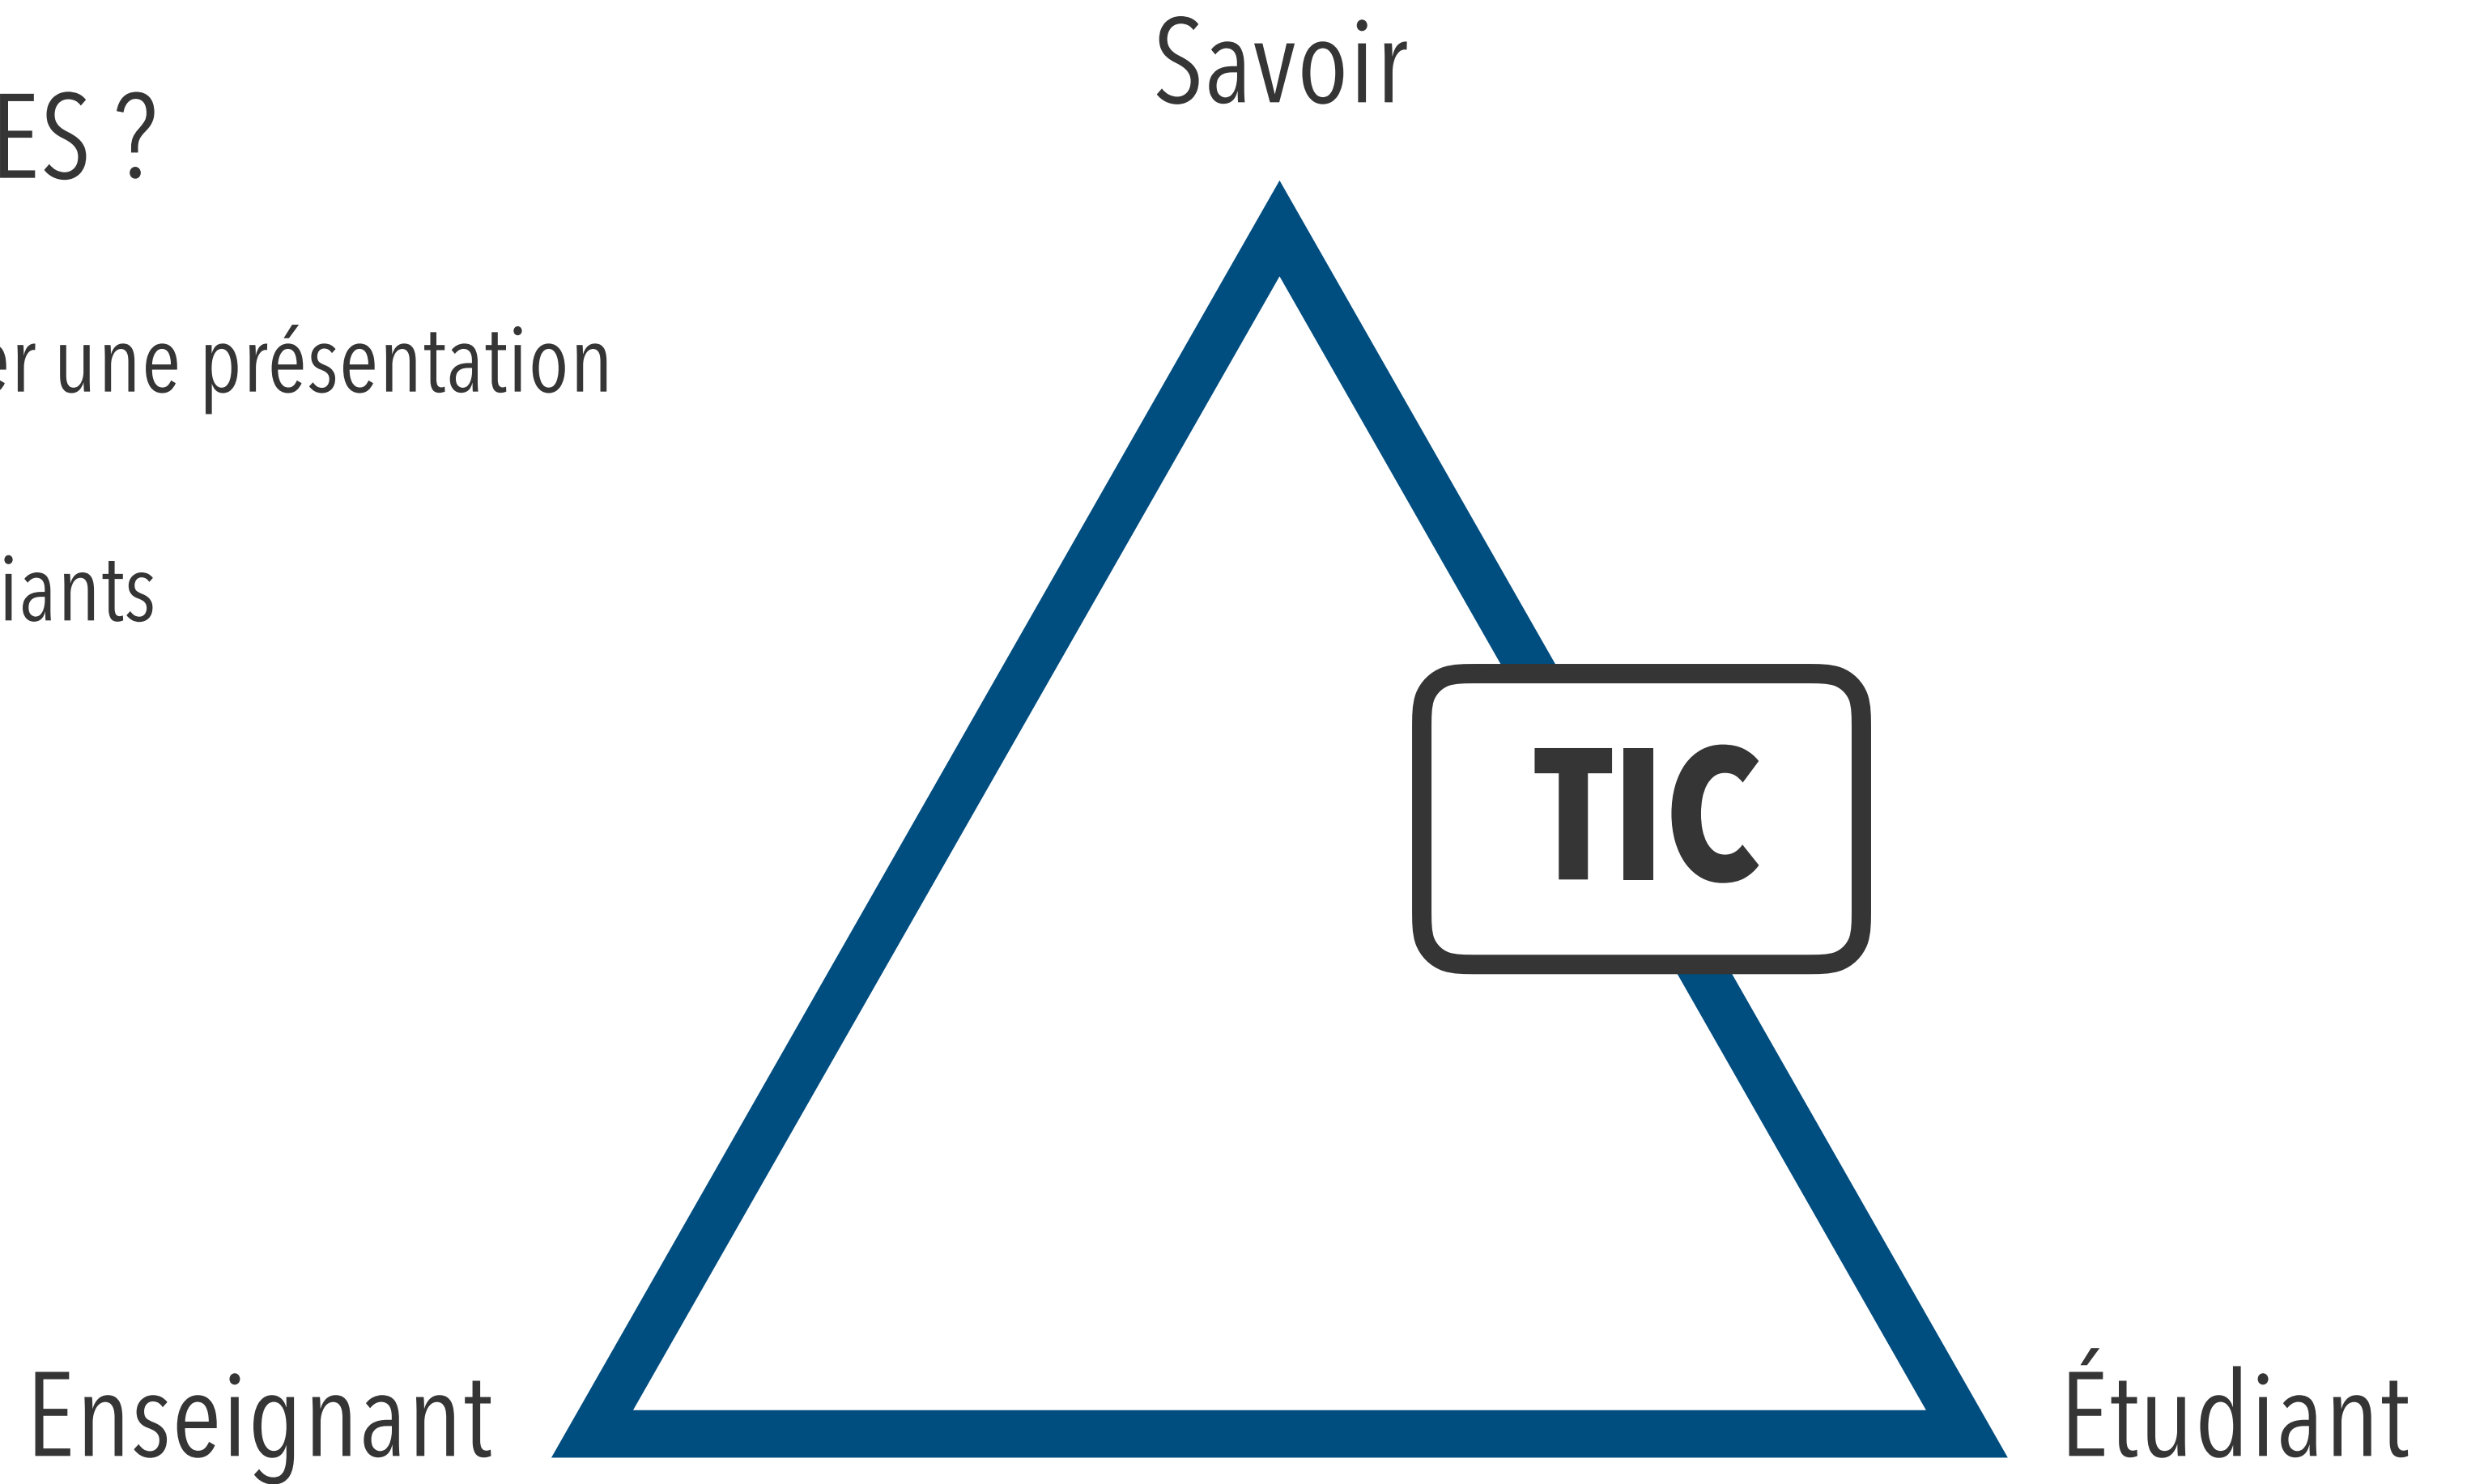 Savoir
ES ?
er une présentation
iants
TIC
Enseignant
Étudiant